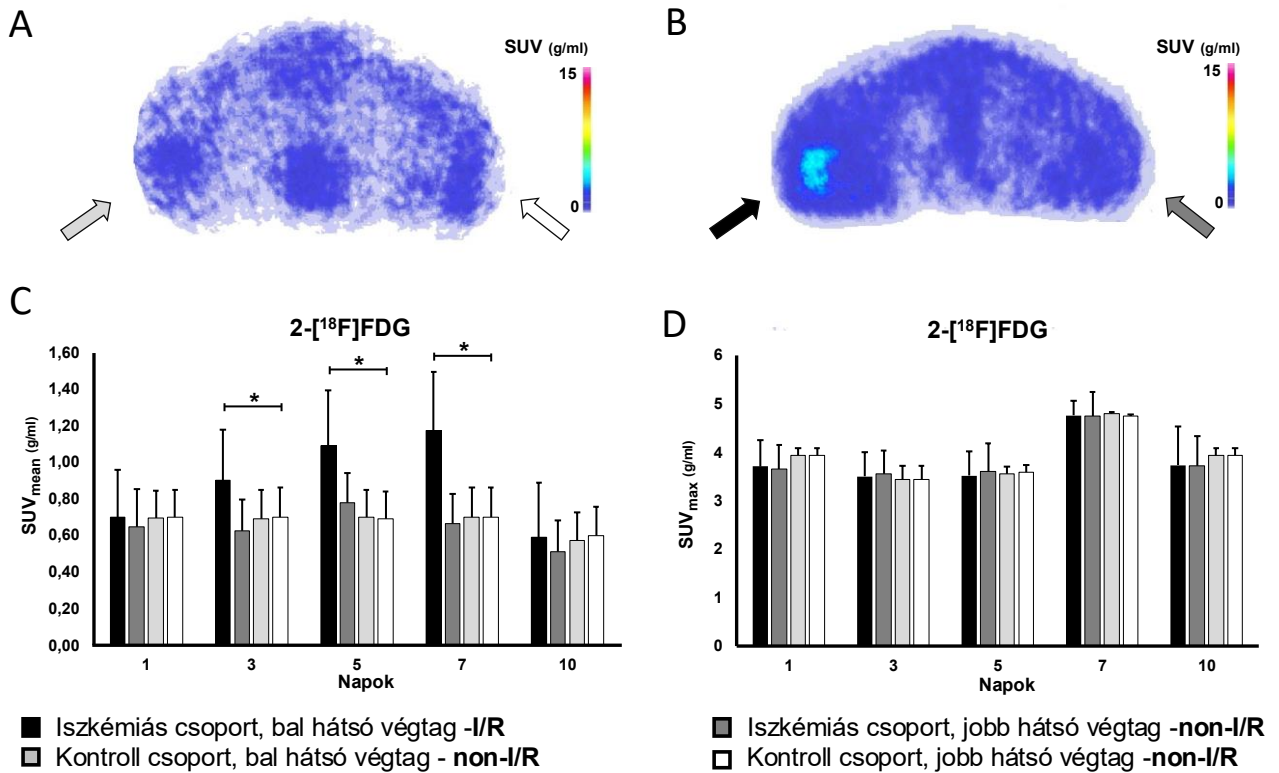 A
SUV (g/ml)
15
0
B
SUV (g/ml)
15
0
C
2-[¹⁸F]FDG
SUVmean (g/ml)
1,60
1,40
1,20
1,00
0,80
0,60
0,40
0,20
0,00
*
*
*
1 3 5 7 10
Napok
D
2-[¹⁸F]FDG
SUVmax (g/ml)
6
5
4
3
2
1
0
1 3 5 7 10
Napok
Iszkémiás csoport, bal hátsó végtag -I/R
Kontroll csoport, bal hátsó végtag - non-I/R
Iszkémiás csoport, jobb hátsó végtag -non-I/R
Kontroll csoport, jobb hátsó végtag -non-I/R